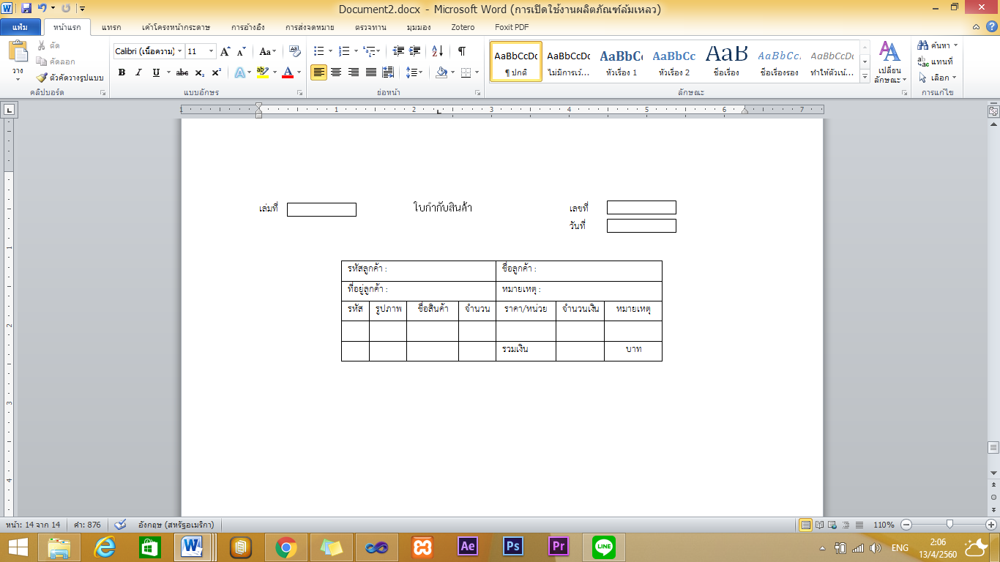 Document2.docx - Microsoft Word (การเปิดใช้งานผลิตภัณฑ์ล้มเหลว)
แฟ้ม หน้าแรก แทรก เค้าโครงหน้ากระดาษ การอ้างอิง การส่งจดหมาย ตรวจทาน มุมมอง Zotero Foxit PDF
วาง
ตัด
คัดลอก
ตัวคัดวางรูปแบบ
คลิปบอร์ด
Calibri (เนื้อความ) 11
แบบอักษร
ย่อหน้า
AaBbCcDc AaBbCcDc AaBbC AaBbCc AaB AaBbCc. AaBbCcDc
¶ ปกติ ไม่มีการเว้... หัวเรื่อง 1 หัวเรื่อง 2 ชื่อเรื่อง ชื่อเรื่องรอง ทำให้ตัวเน้...
ลักษณะ
เปลี่ยน
ลักษณะ
ค้นหา
แทนที่
เลือก
การแก้ไข
1 1 2 3 4 5 6 7
เล่มที่ ใบกำกับสินค้า เลขที่
วันที่
รหัสลูกค้า : ชื่อลูกค้า :
ที่อยู่ลูกค้า : หมายเหตุ :
รหัส รูปภาพ ชื่อสินค้า จำนวน ราคา/หน่วย จำนวนเงิน หมายเหตุ
รวมเงิน บาท
1
2
3
4
หน้า: 14 จาก 14 คำ: 876 อังกฤษ (สหรัฐอเมริกา) 110%
Ae Ps Pr LINE ENG 2:06
13/4/2560